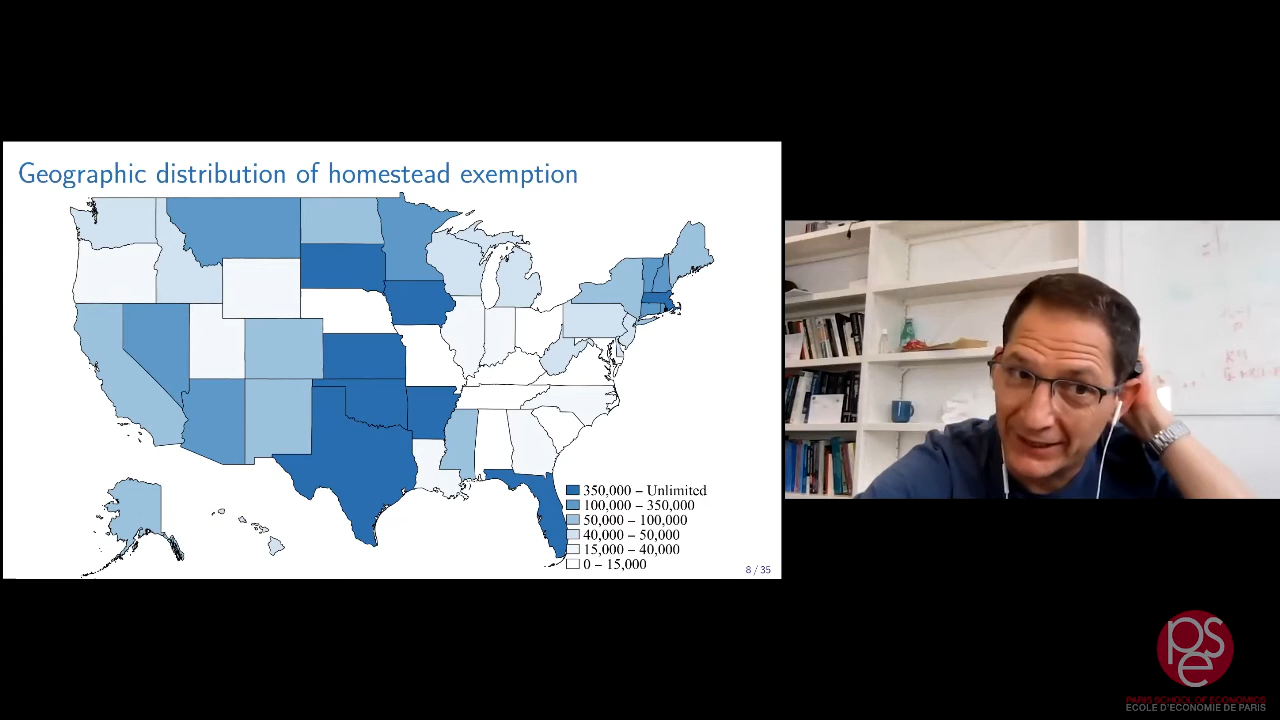 Geographic distribution of homestead exemption
350,000 – Unlimited
100,000 – 350,000
50,000 – 100,000
40,000 – 50,000
15,000 – 40,000
0 – 15,000
8 / 35
pse
PARIS SCHOOL OF ECONOMICS
ECOLE D'ECONOMIE DE PARIS